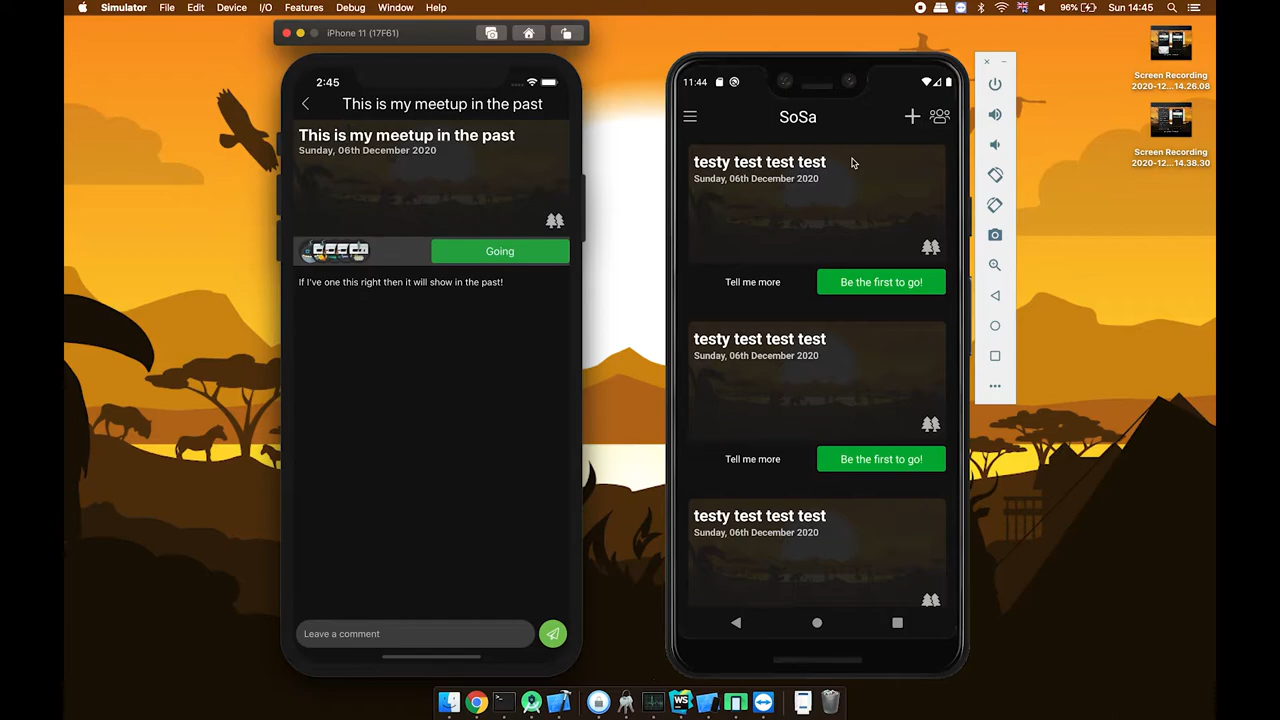 Simulator File Edit Device I/O Features Debug Window Help 96% Sun 14:45
iPhone 11 (17F61)
2:45
This is my meetup in the past
This is my meetup in the past
Sunday, 06th December 2020
Going
If I've one this right then it will show in the past!
Leave a comment
11:44
SoSa
testy test test test
Sunday, 06th December 2020
Tell me more Be the first to go!
testy test test test
Sunday, 06th December 2020
Tell me more Be the first to go!
testy test test test
Sunday, 06th December 2020
Screen Recording
2020-12...14.26.08
Screen Recording
2020-12...14.38.30
WS